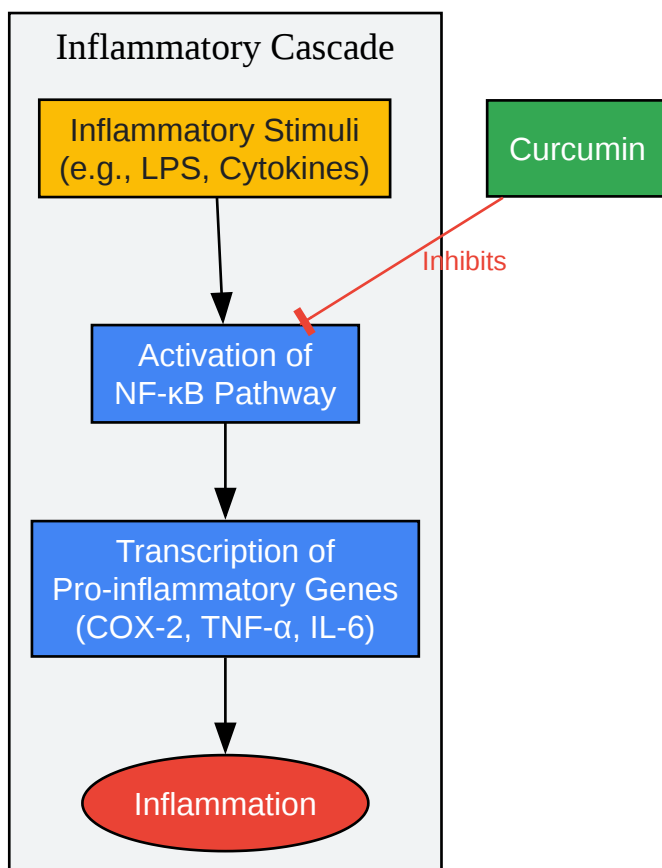 Inflammatory Cascade
Inflammatory Stimuli
(e.g., LPS, Cytokines)
Curcumin
Inhibits
Activation of
NF-κB Pathway
Transcription of
Pro-inflammatory Genes
(COX-2, TNF-α, IL-6)
Inflammation